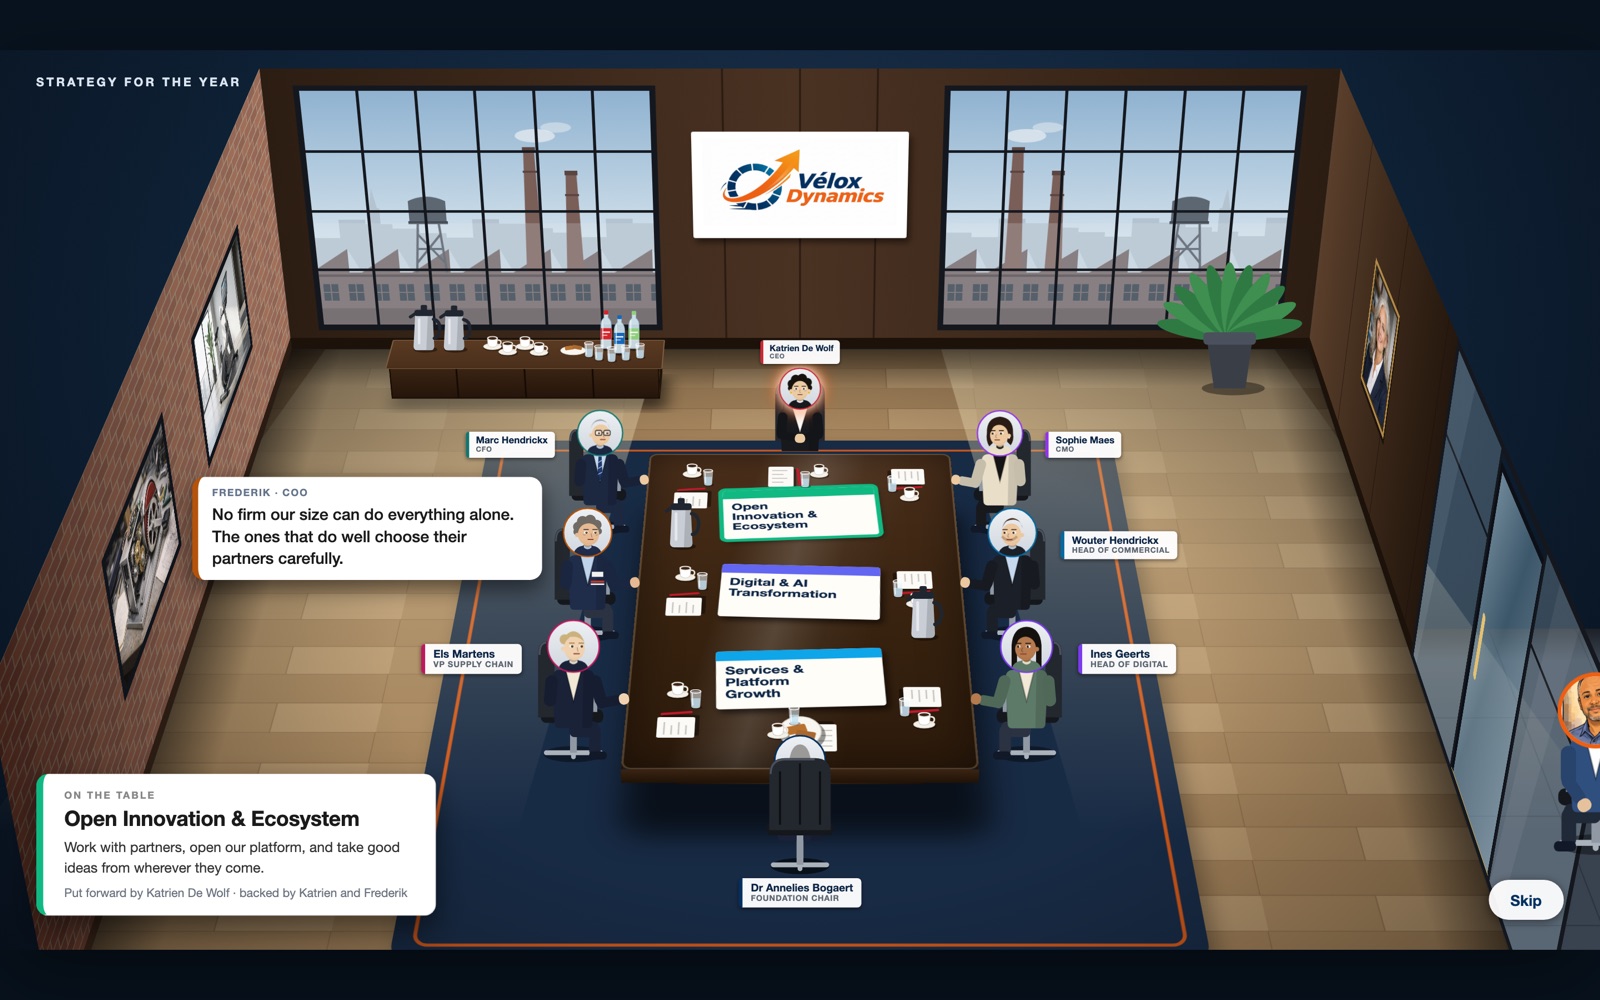 STRATEGY FOR THE YEAR
Vélox
Dynamics
Katrien De Wolf
CEO
Marc Hendrickx
CFO
Sophie Maes
CMO
FREDERIK · COO
No firm our size can do everything alone.
The ones that do well choose their
partners carefully.
Open
Innovation &
Ecosystem
Wouter Hendrickx
HEAD OF COMMERCIAL
Digital & AI
Transformation
Els Martens
VP SUPPLY CHAIN
Ines Geerts
HEAD OF DIGITAL
Services &
Platform
Growth
ON THE TABLE
Open Innovation & Ecosystem
Work with partners, open our platform, and take good
ideas from wherever they come.
Put forward by Katrien De Wolf · backed by Katrien and Frederik
Dr Annelies Bogaert
FOUNDATION CHAIR
Skip